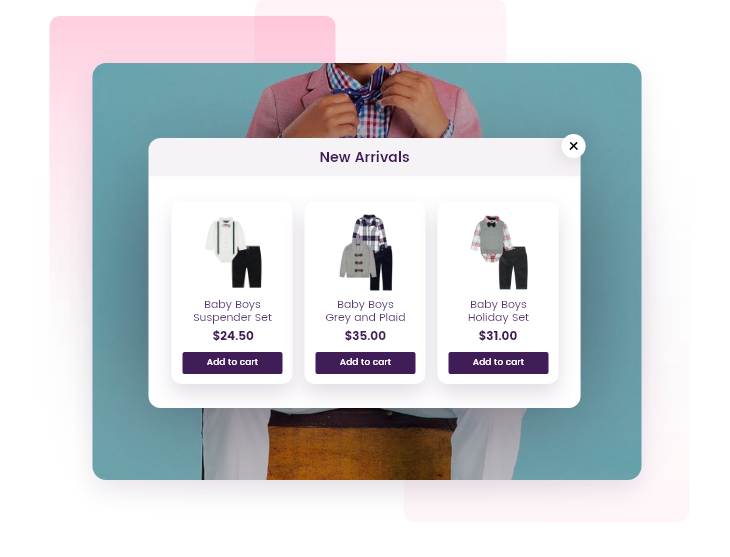 New Arrivals
Baby Boys
Suspender Set
$24.50
Add to cart
Baby Boys
Grey and Plaid
$35.00
Add to cart
Baby Boys
Holiday Set
$31.00
Add to cart